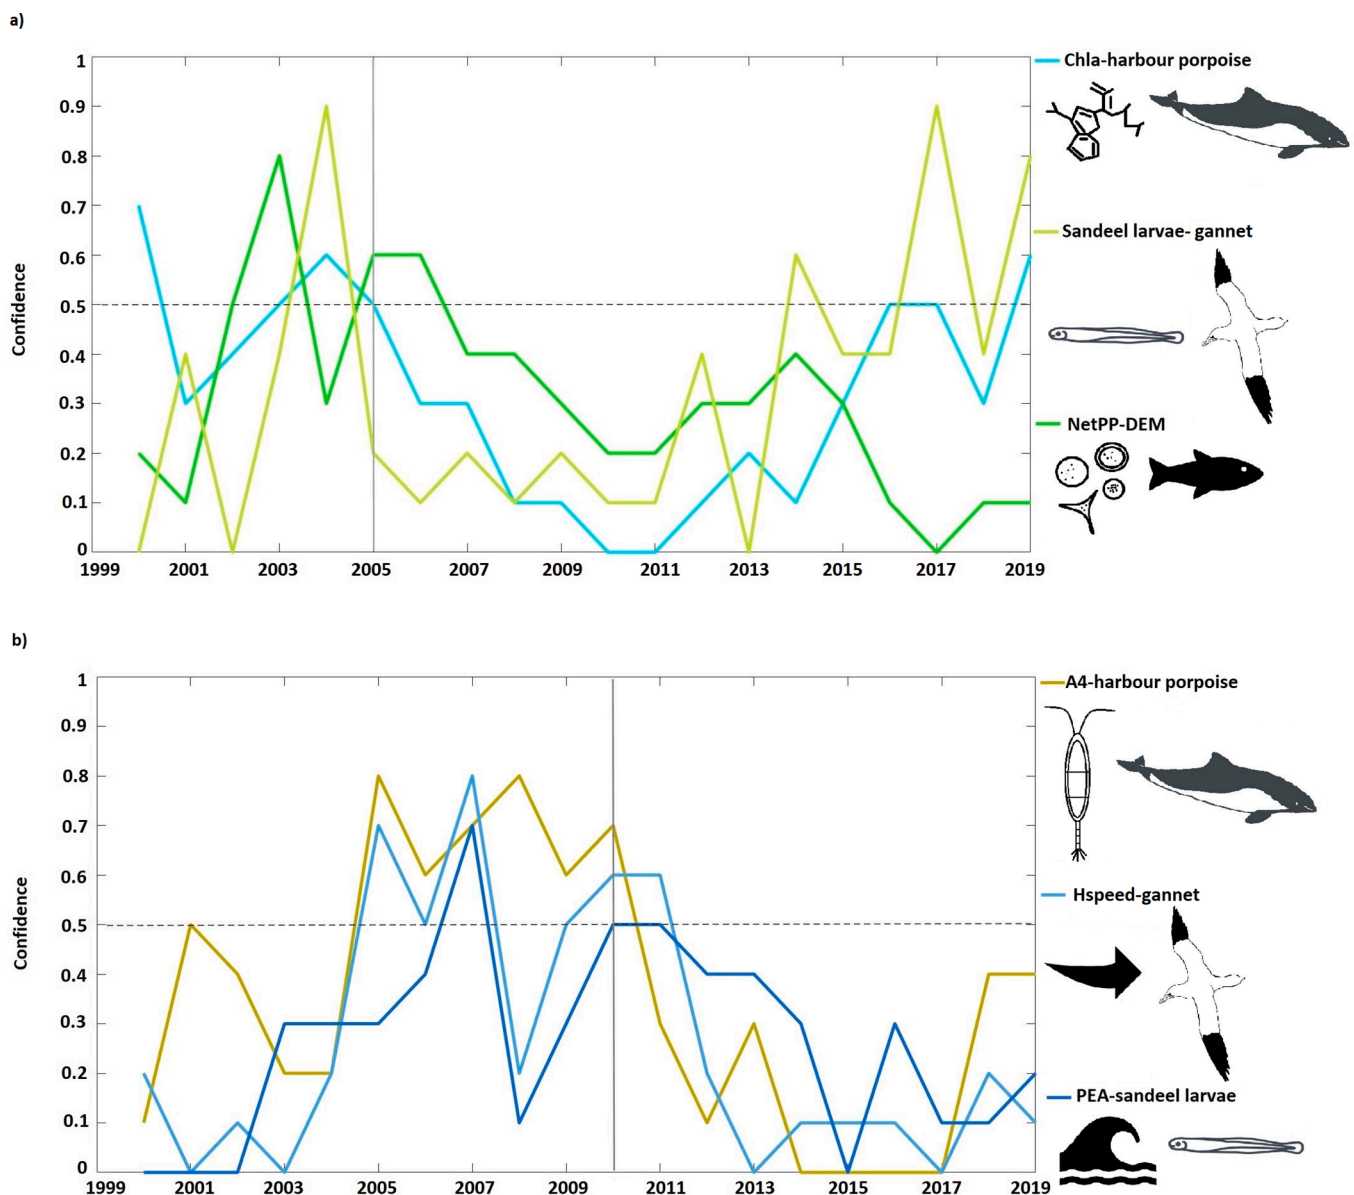 a)
1
0.9
0.8
0.7
0.6
0.5
0.4
0.3
0.2
0.1
0
Confidence
1999 2001 2003 2005 2007 2009 2011 2013 2015 2017 2019
Chla-harbour porpoise
Sandeel larvae- gannet
NetPP-DEM
b)
1
0.9
0.8
0.7
0.6
0.5
0.4
0.3
0.2
0.1
0
Confidence
1999 2001 2003 2005 2007 2009 2011 2013 2015 2017 2019
A4-harbour porpoise
Hspeed-gannet
PEA-sandeel larvae